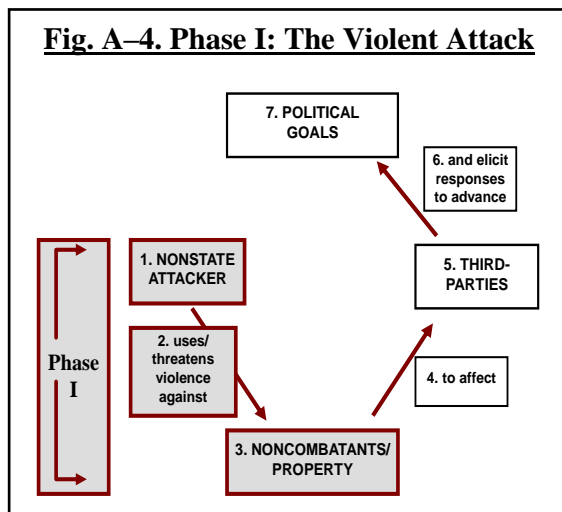 Fig. A–4. Phase I: The Violent Attack
7. POLITICAL
GOALS
6. and elicit
responses
to advance
1. NONSTATE
ATTACKER
5. THIRD-
PARTIES
2. uses/
threatens
violence
against
Phase
I
4. to affect
3. NONCOMBATANTS/
PROPERTY